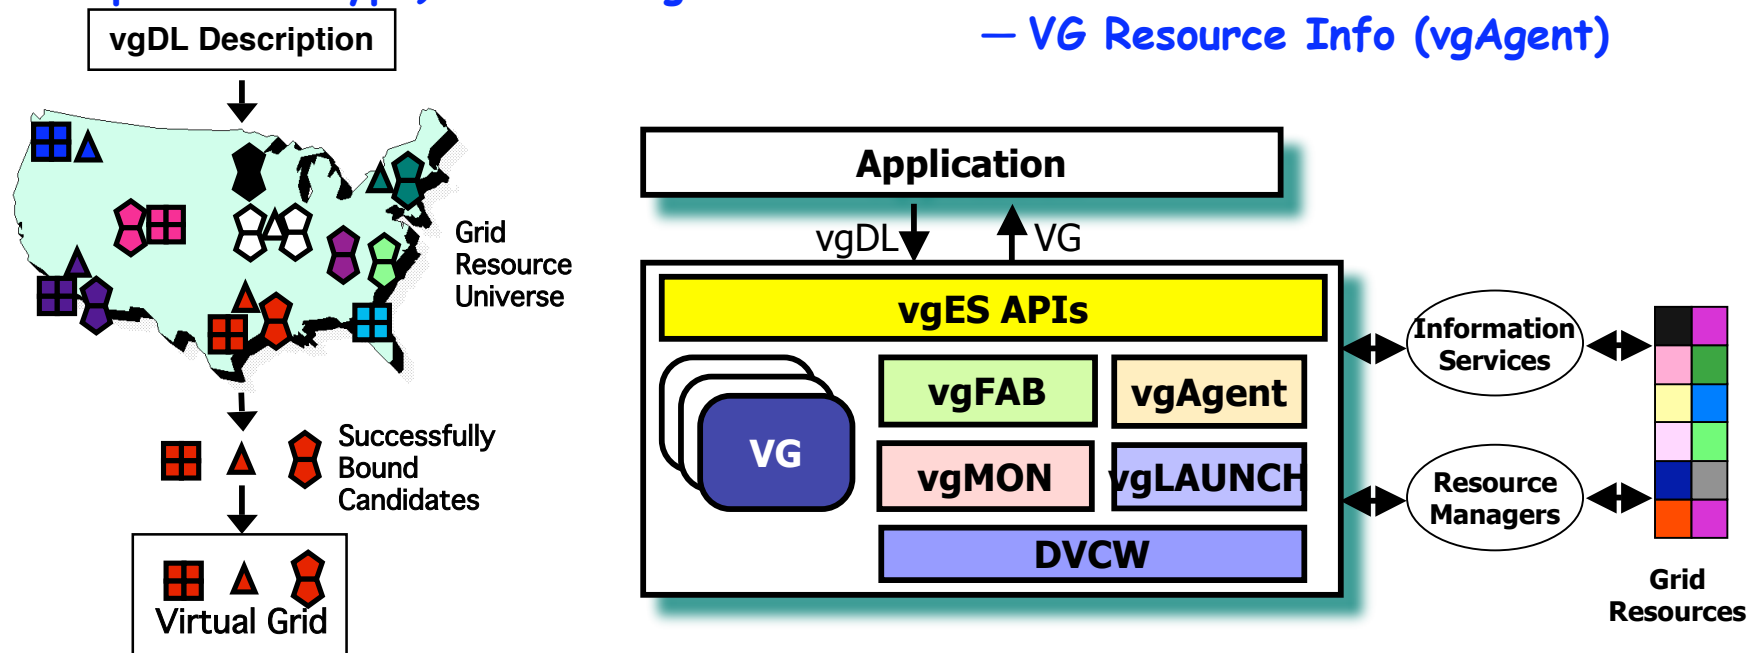 — VG Resource Info (vgAgent)
vgDL Description
Grid
Resource
Universe
Successfully
Bound
Candidates
Virtual Grid
Application
vgDL
VG
vgES APIs
VG
vgFAB
vgAgent
vgMON
vgLAUNCH
DVCW
Information
Services
Resource
Managers
Grid
Resources